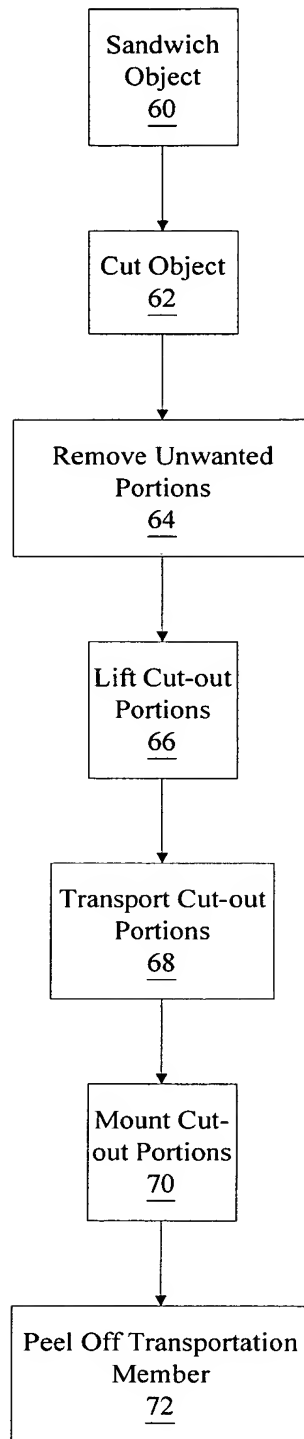 Sandwich
Object
60
Cut Object
62
Remove Unwanted
Portions
64
Lift Cut-out
Portions
66
Transport Cut-out
Portions
68
Mount Cut-
out Portions
70
Peel Off Transportation
Member
72